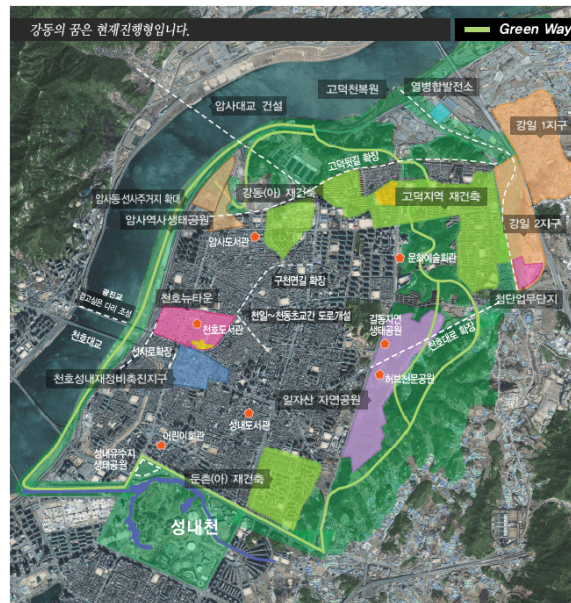 강동의 꿈은 현재진행형입니다.
Green Way
고덕천복원
열병합발전소
암사대교 건설
강일 1지구
고덕뒷길 확장
암사동선사주거지 확대
강동(아) 재건축
고덕지역 재건축
암사역사생태공원
강일 2지구
암사도서관
문화예술회관
구천면길 확장
첨단업무단지
광진교
걷고싶은 다리 조성
천호뉴타운
천일~천동초교간 도로개설
길동자연
생태공원
천호대로 확장
천호대교
천호도서관
선사로확장
천호성내재정비촉진지구
허브천문공원
일자산 자연공원
성내도서관
어린이회관
성내유수지
생태공원
둔촌(아) 재건축
성내천